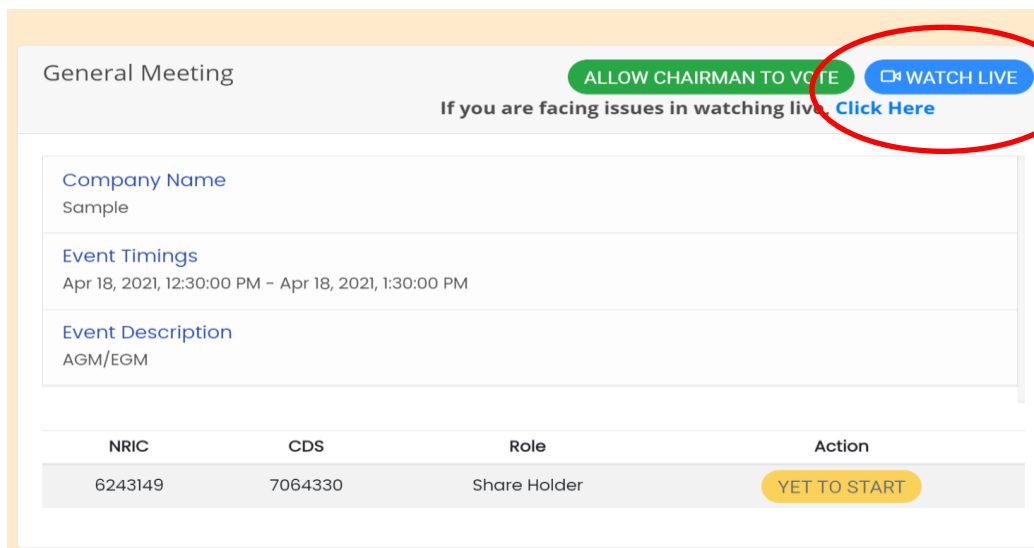 General Meeting
ALLOW CHAIRMAN TO VOTE WATCH LIVE
If you are facing issues in watching live, Click Here
Company Name
Sample
Event Timings
Apr 18, 2021, 12:30:00 PM - Apr 18, 2021, 1:30:00 PM
Event Description
AGM/EGM
NRIC CDS Role Action
6243149 7064330 Share Holder YET TO START